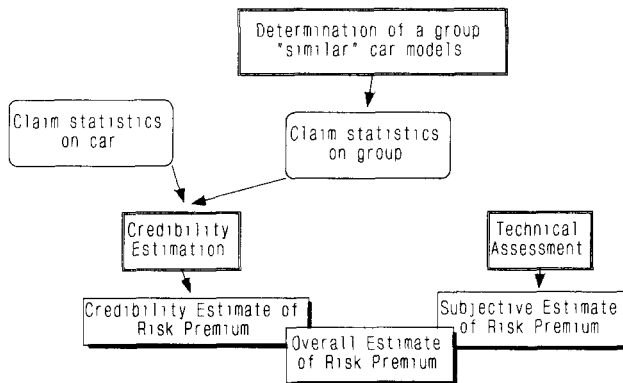 Determination of a group
"similar" car models
Claim statistics
on car
Claim statistics
on group
Credibility
Estimation
Technical
Assessment
Credibility Estimate of
Risk Premium
Subjective Estimate
of Risk Premium
Overall Estimate
of Risk Premium